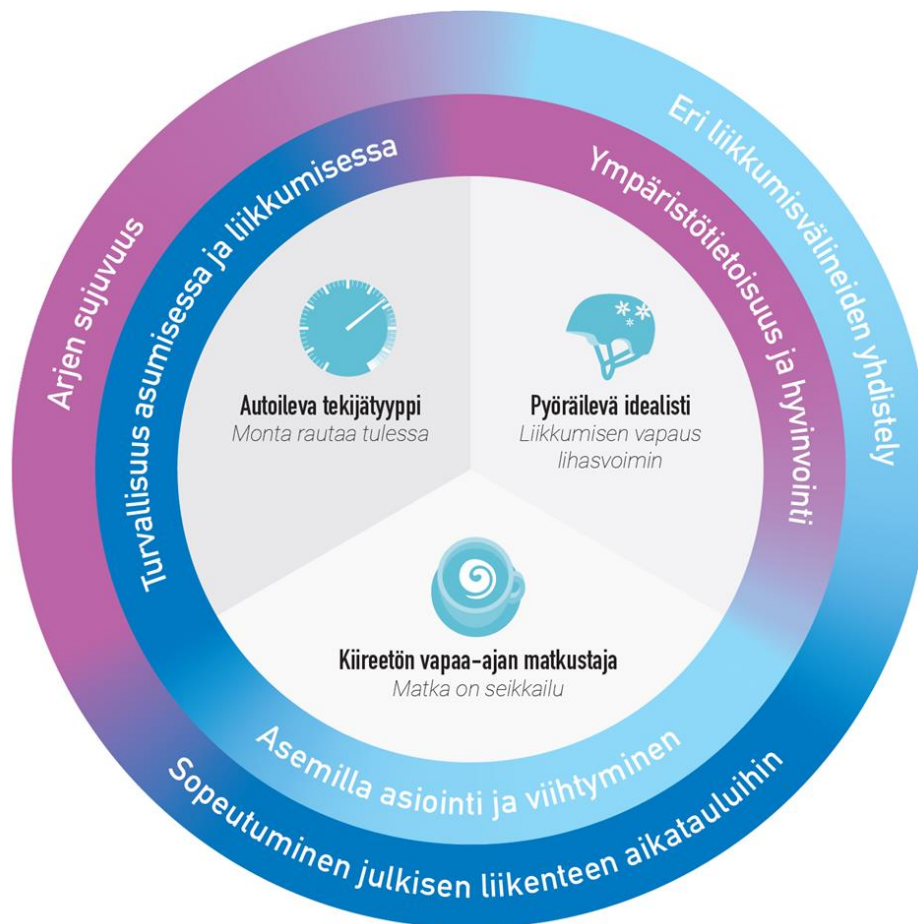 Arjen sujuvuus
Eri liikkumisvälineiden yhdistely
Sopeutuminen julkisen liikenteen aikatauluihin
Turvallisuus asumisessa ja liikkumisessa
Ympäristötietoisuus ja hyvinvointi
Asemilla asiointi ja viihtyminen
Autoileva tekijätyyppi
Monta rautaa tulessa
Pyöräilevä idealisti
Liikkumisen vapaus
lihasvoimin
Kiireetön vapaa-ajan matkustaja
Matka on seikkailu